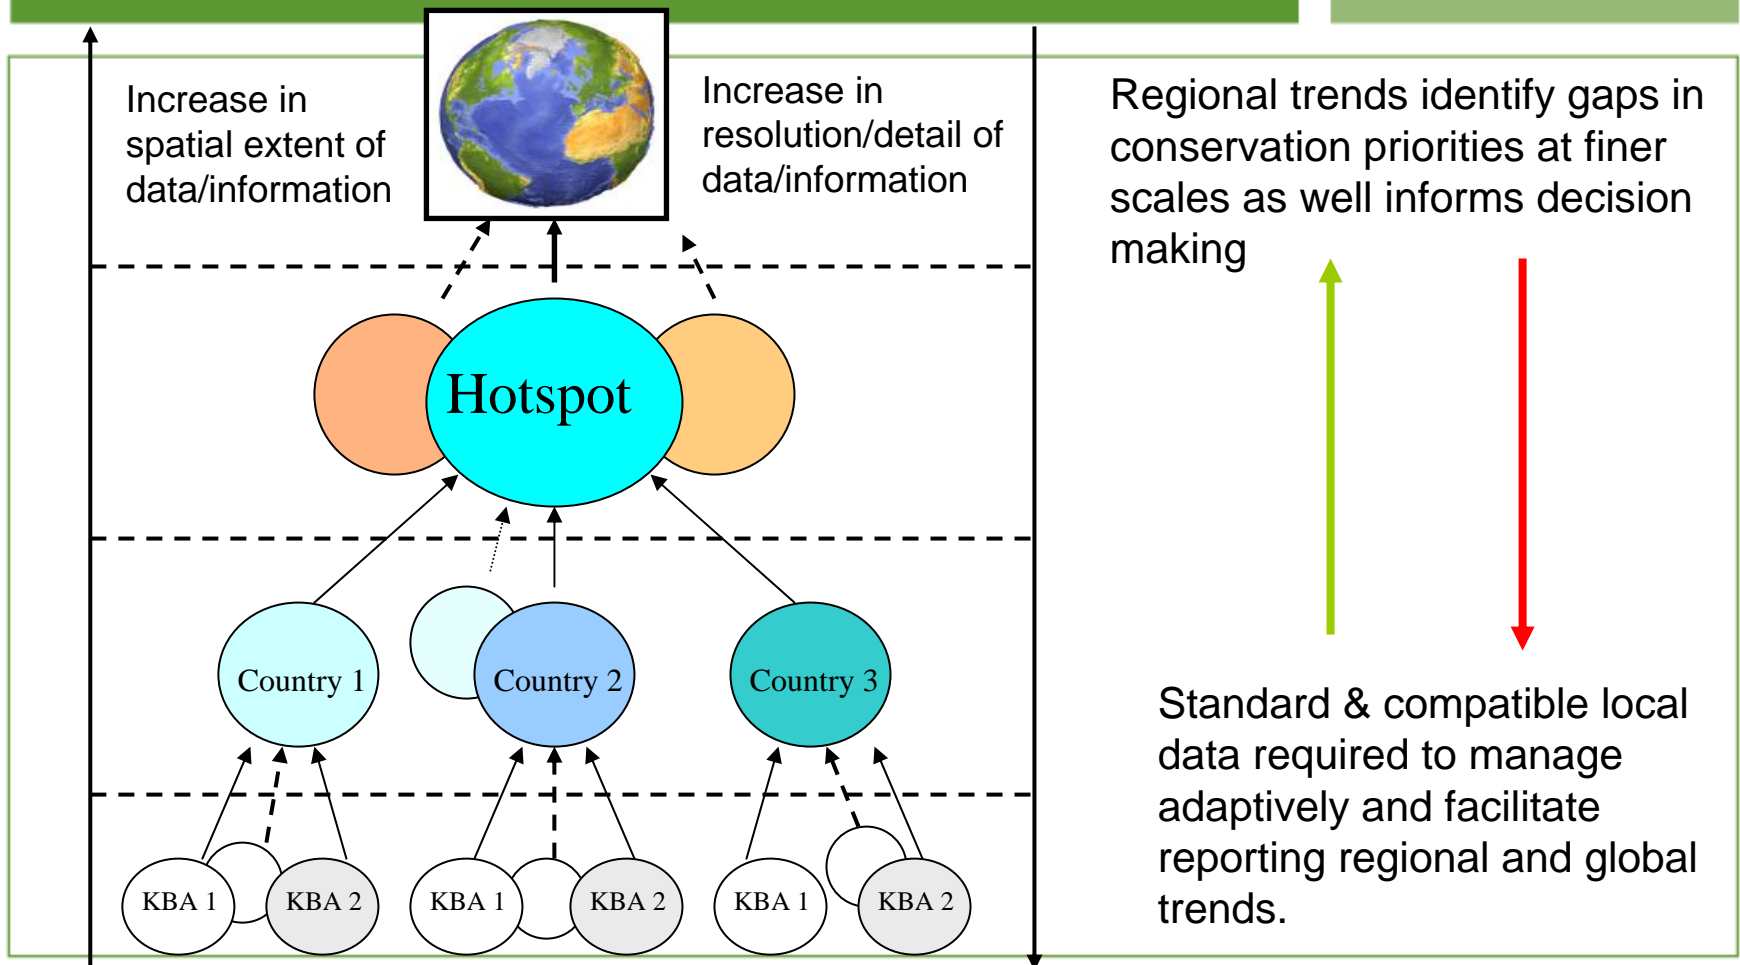 Increase in
spatial extent of
data/information
Increase in
resolution/detail of
data/information
Regional trends identify gaps in
conservation priorities at finer
scales as well informs decision
making
Hotspot
Country 1
Country 2
Country 3
Standard & compatible local
data required to manage
adaptively and facilitate
reporting regional and global
trends.
KBA 1
KBA 2
KBA 1
KBA 2
KBA 1
KBA 2